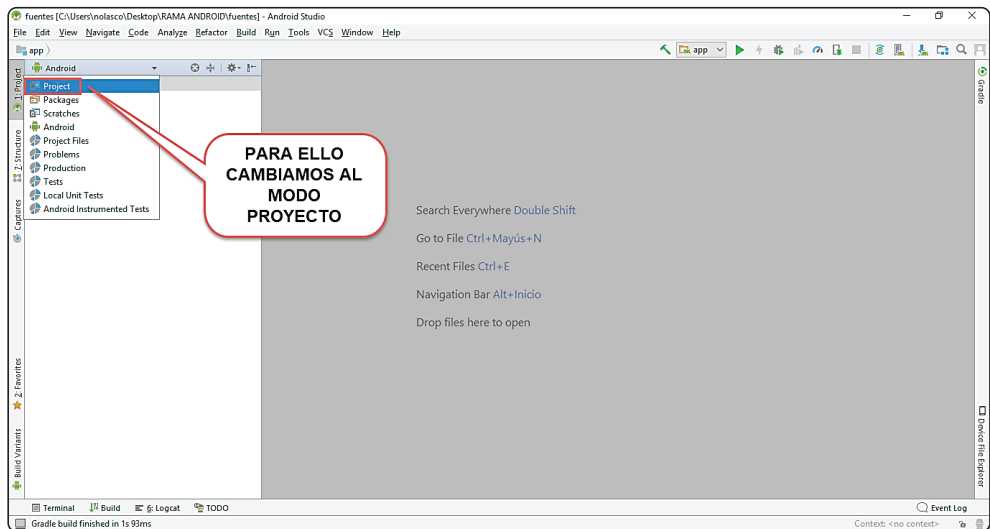 fuentes [C:\Users\nolasco\Desktop\RAMA ANDROID\fuentes] - Android Studio
File Edit View Navigate Code Analyze Refactor Build Run Tools VCS Window Help
app
app
Android
Project
Packages
Scratches
Android
Project Files
Problems
Production
Tests
Local Unit Tests
Android Instrumented Tests
PARA ELLO
CAMBIAMOS AL
MODO
PROYECTO
Search Everywhere Double Shift
Go to File Ctrl+Mayús+N
Recent Files Ctrl+E
Navigation Bar Alt+Inicio
Drop files here to open
1: Project
7: Structure
Captures
2: Favorites
Build Variants
Gradle
Device File Explorer
Terminal Build 6: Logcat TODO Event Log
Gradle build finished in 1s 93ms Context: <no context>